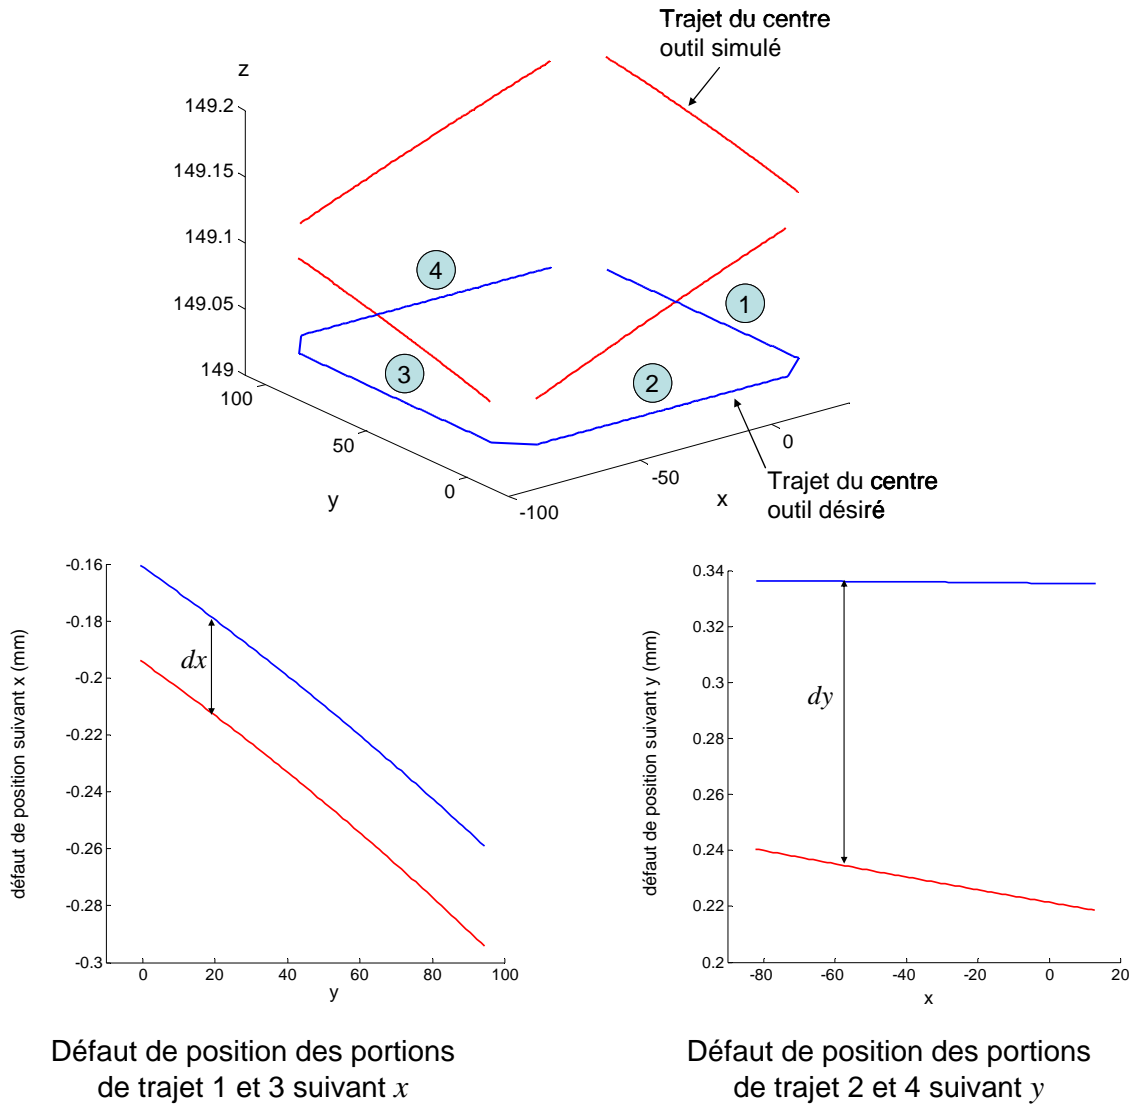 Trajet du centre
outil simulé
z
149.2
149.15
149.1
149.05
149
100
50
0
y
-100
-50
0
x
1
2
3
4
Trajet du centre
outil désiré
défaut de position suivant x (mm)
-0.16
-0.18
-0.2
-0.22
-0.24
-0.26
-0.28
-0.3
0
20
40
60
80
100
y
dx
défaut de position suivant y (mm)
0.34
0.32
0.3
0.28
0.26
0.24
0.22
0.2
-80
-60
-40
-20
0
20
x
dy
Défaut de position des portions
de trajet 1 et 3 suivant x
Défaut de position des portions
de trajet 2 et 4 suivant y